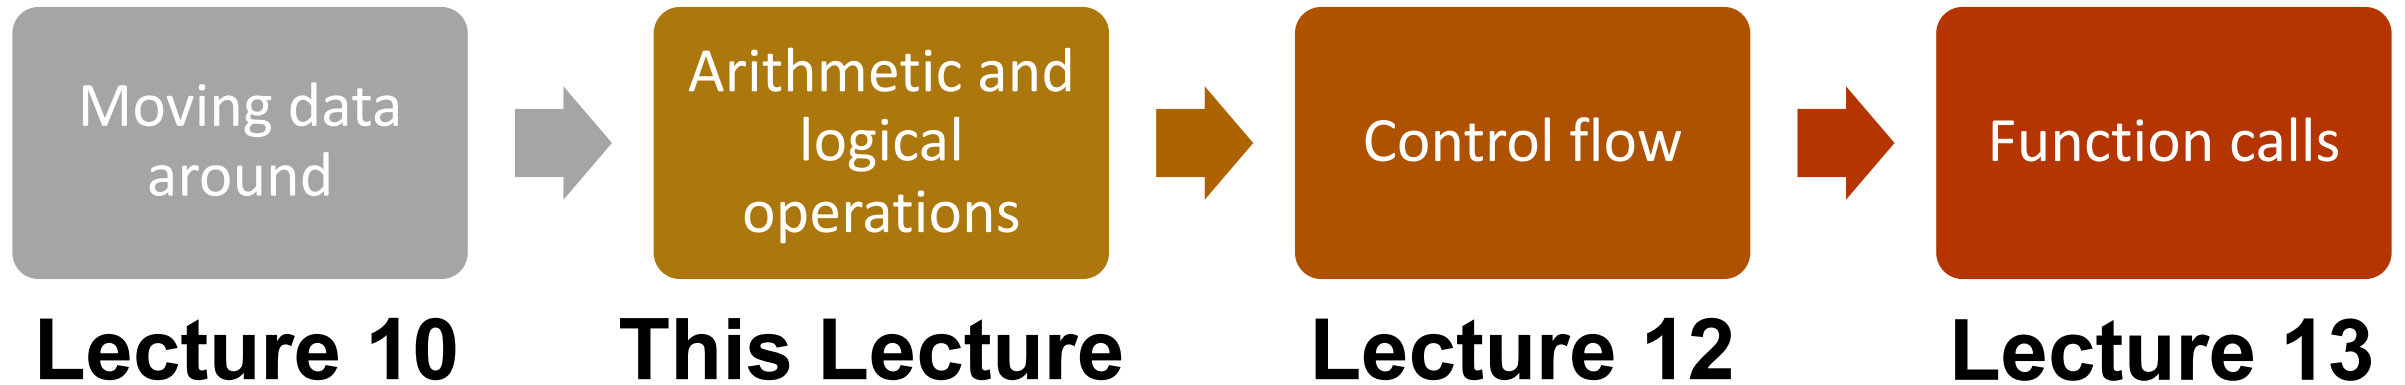 Moving data
around
Arithmetic and
logical
operations
Control flow
Function calls
Lecture 10
This Lecture
Lecture 12
Lecture 13